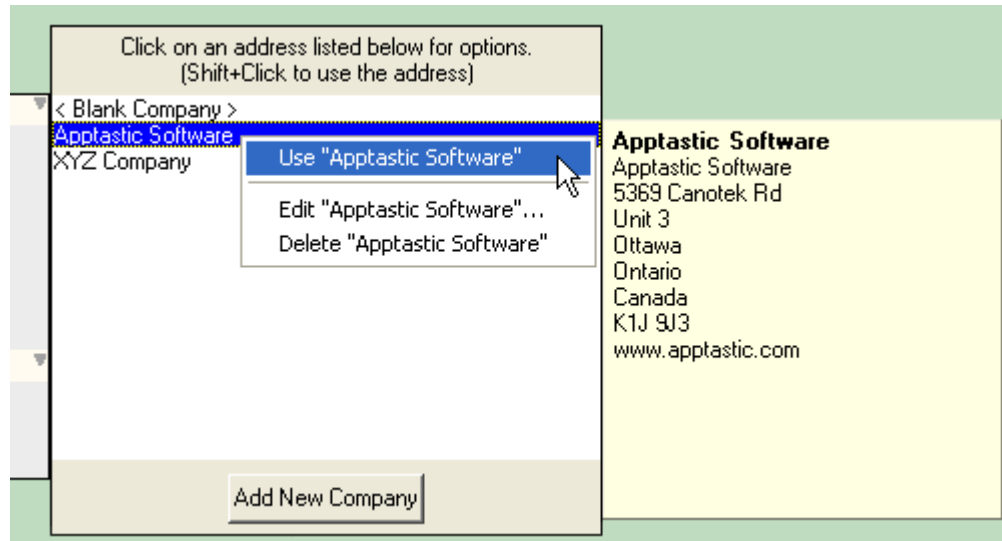 Click on an address listed below for options.
(Shift+Click to use the address)
< Blank Company >
Apptastic Software
XYZ Company
Use "Apptastic Software"
Edit "Apptastic Software"...
Delete "Apptastic Software"
Add New Company
Apptastic Software
Apptastic Software
5369 Canotek Rd
Unit 3
Ottawa
Ontario
Canada
K1J 9J3
www.apptastic.com